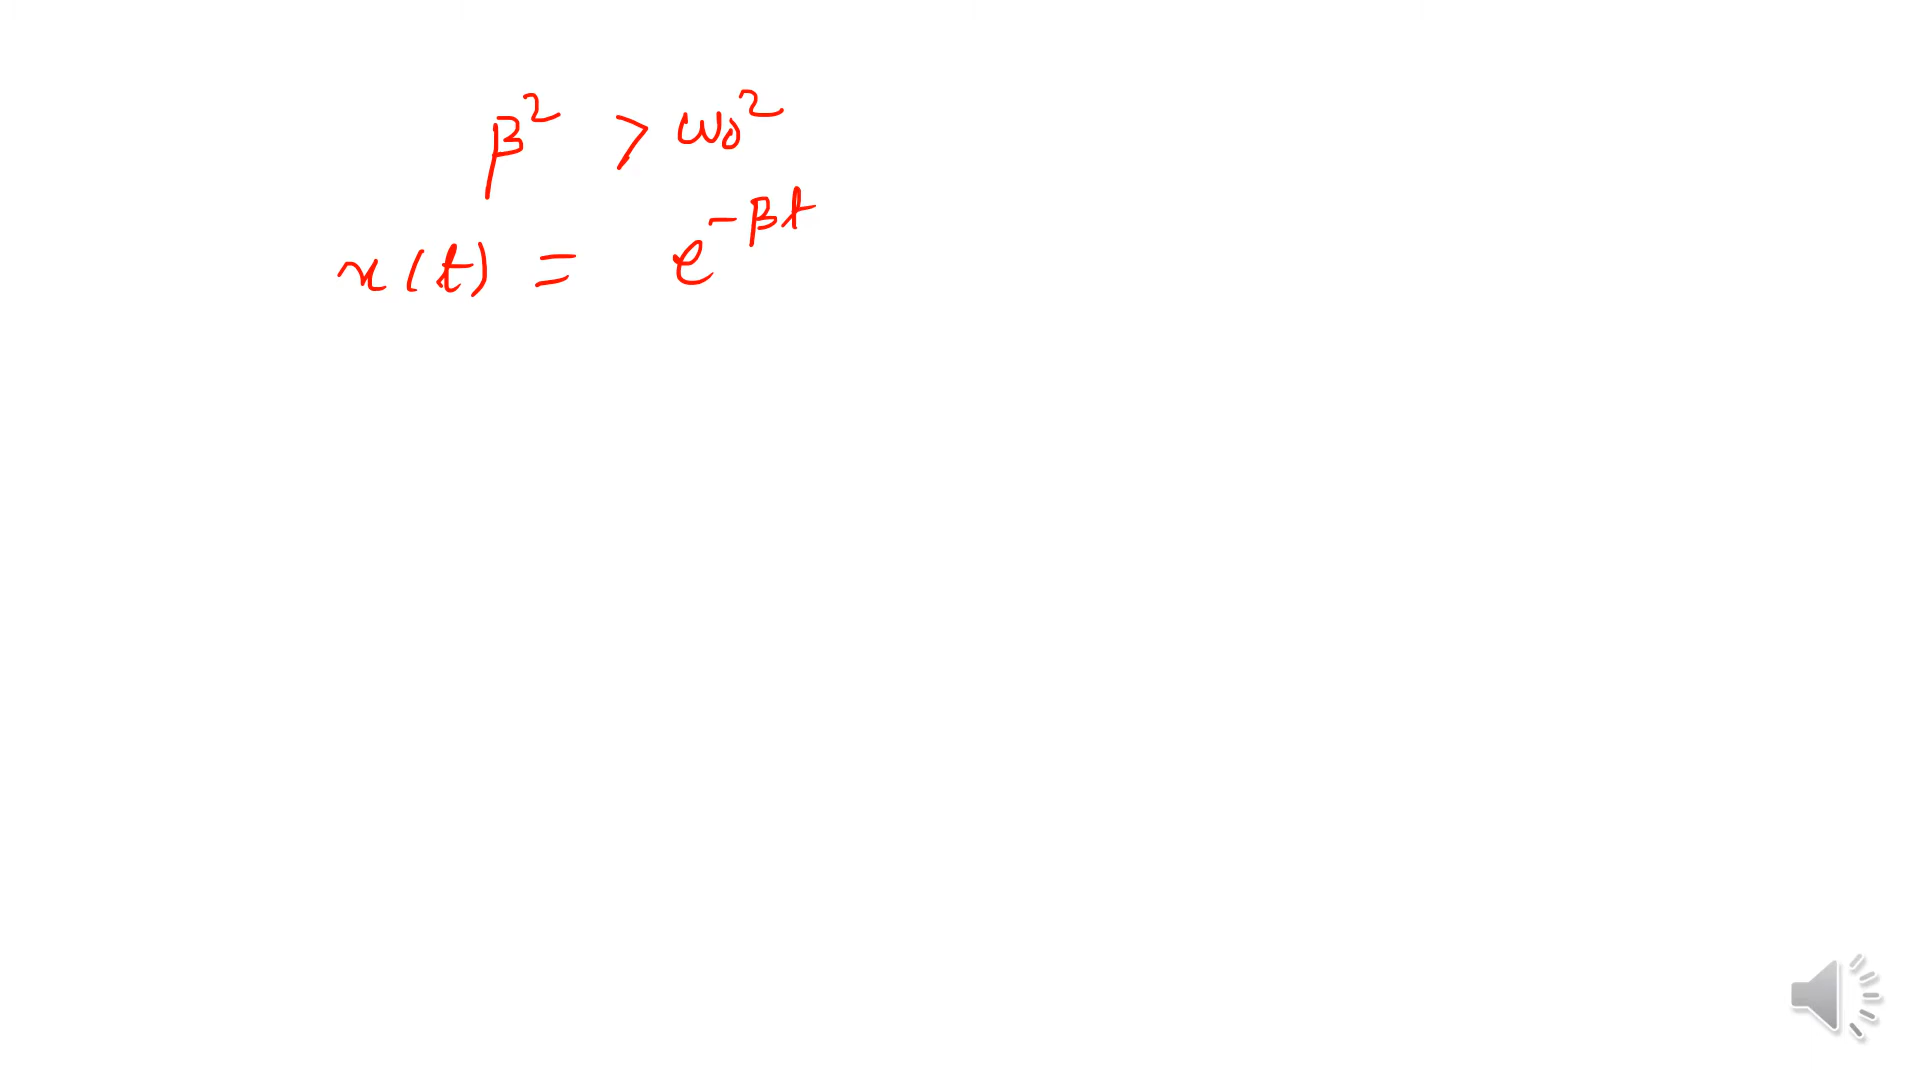 β² > ω₀²
x(t) = e^{-βt}